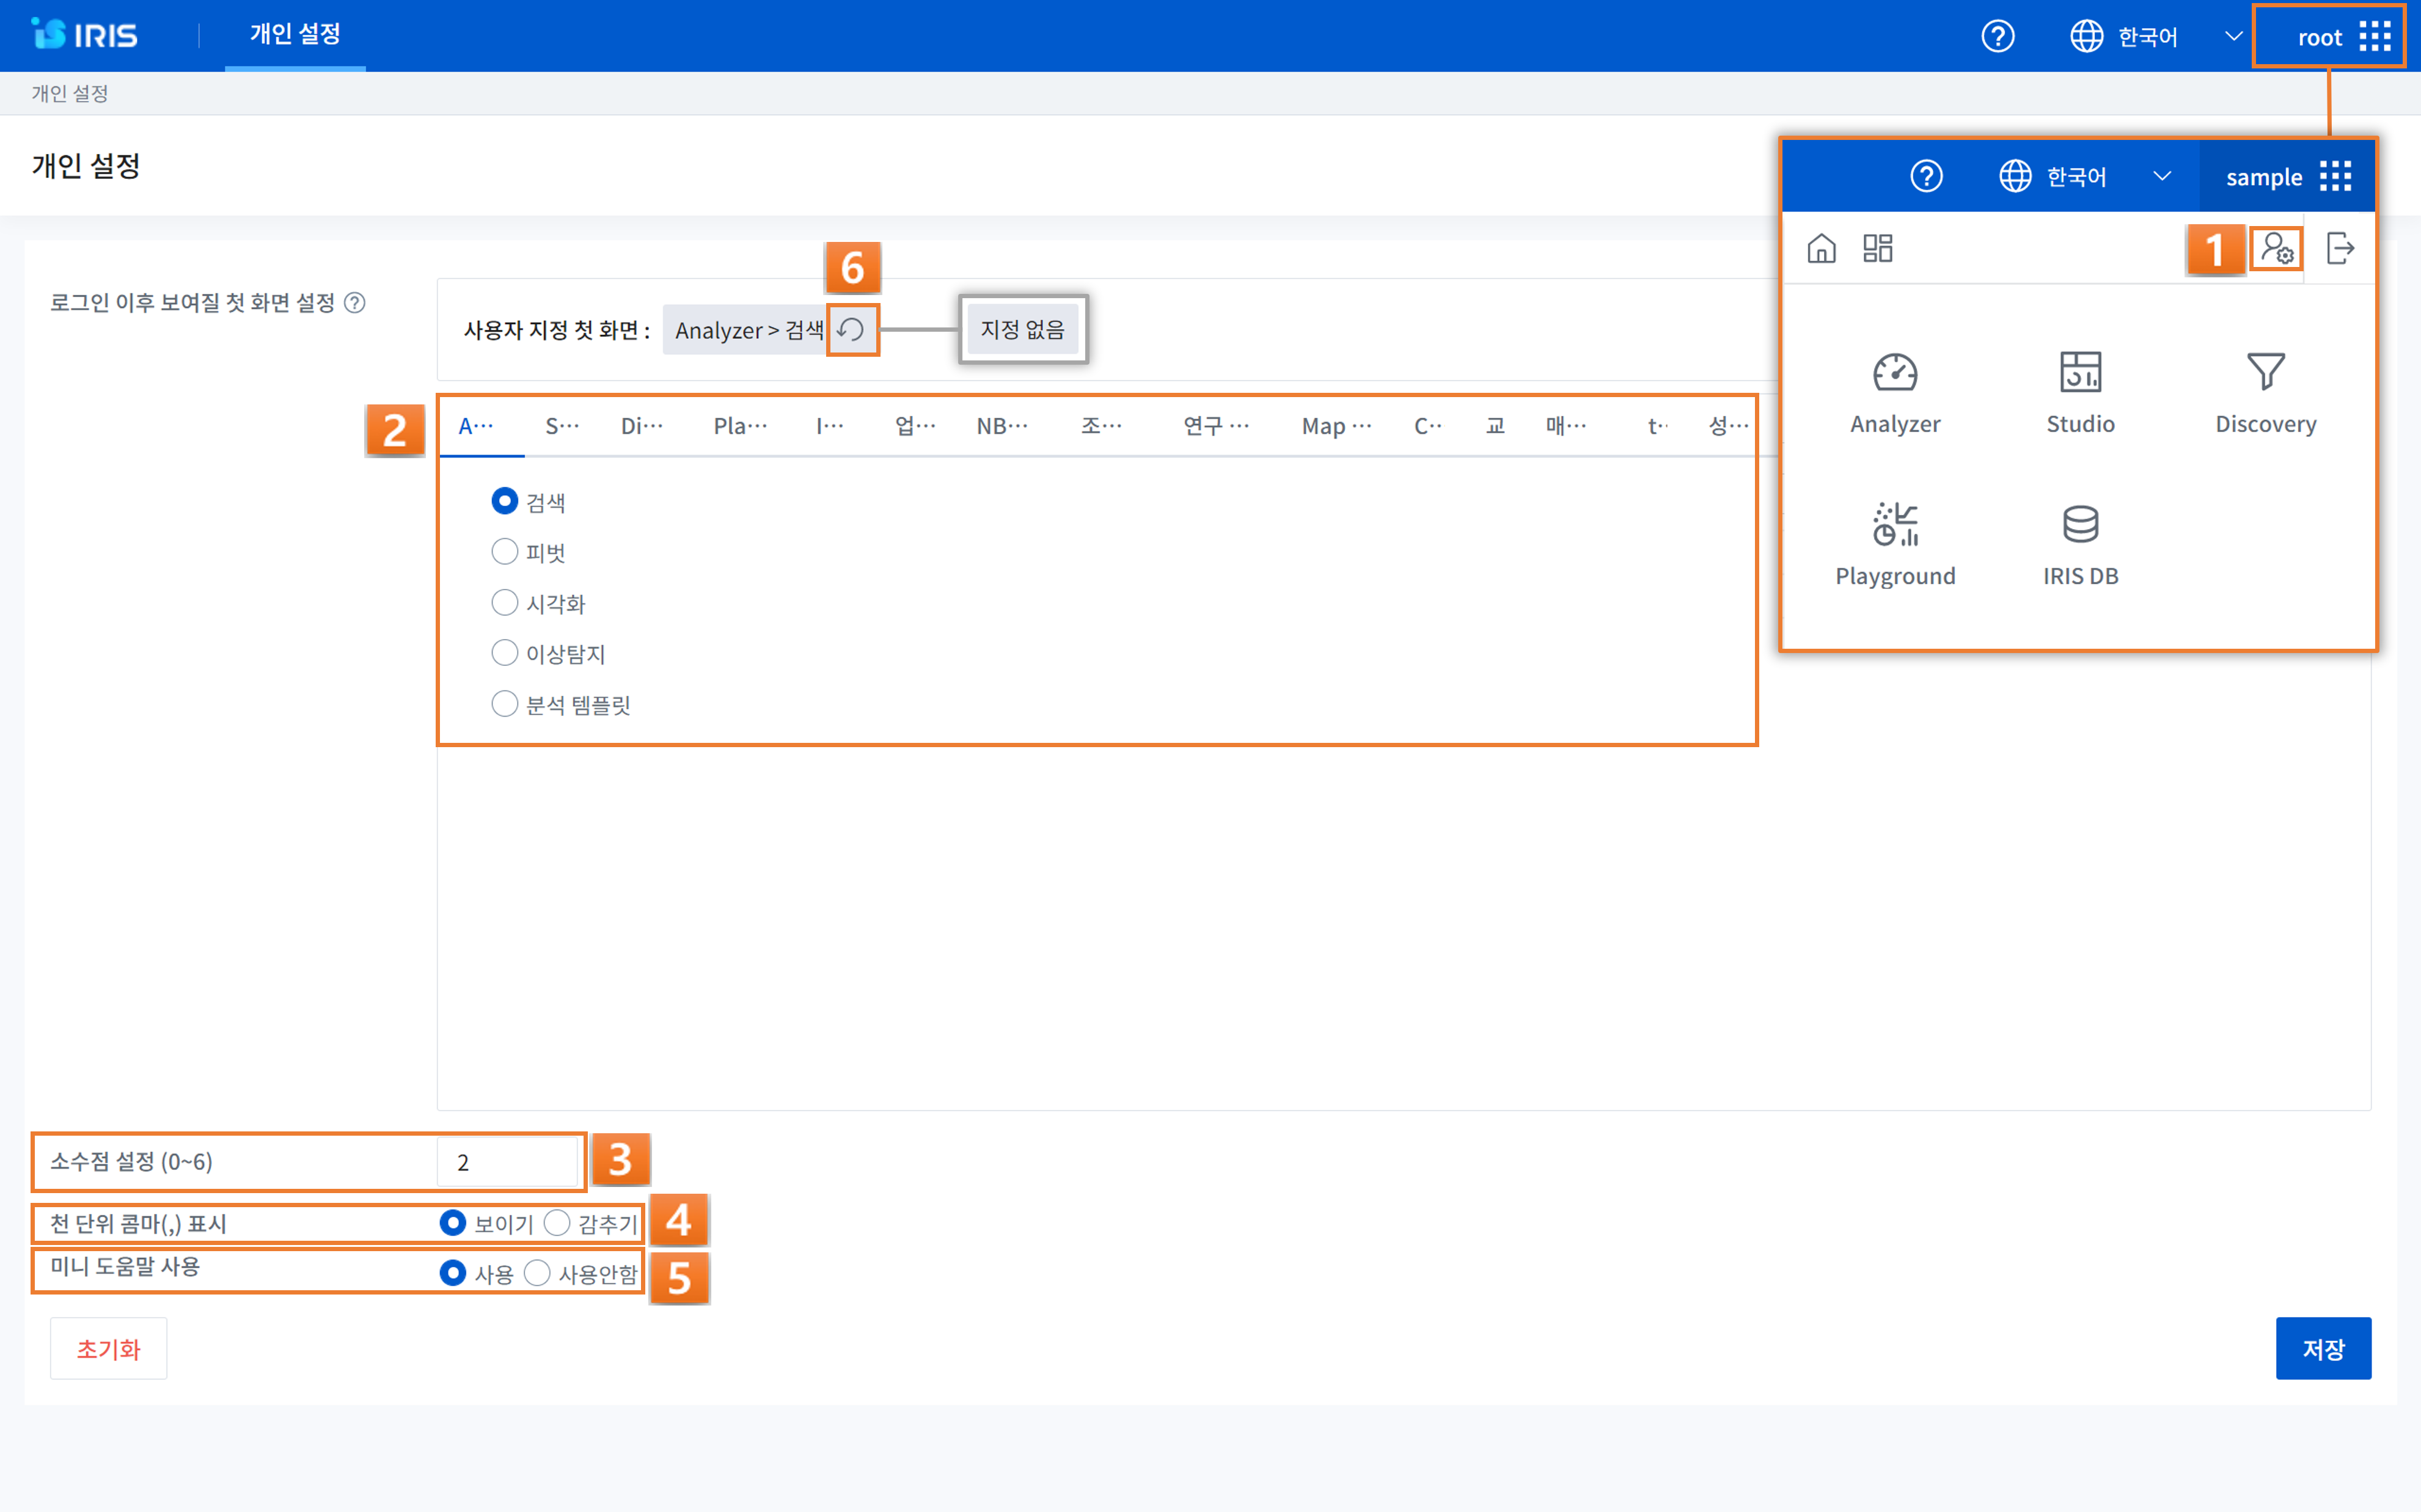 IRIS
개인 설정
한국어
root
개인 설정
개인 설정
한국어
sample
1
Analyzer
Studio
Discovery
Playground
IRIS DB
로그인 이후 보여질 첫 화면 설정
6
사용자 지정 첫 화면 :
Analyzer > 검색
지정 없음
2
A···
S···
Di···
Pla···
I···
업···
NB···
조···
연구 ···
Map ···
C··
교
매···
t··
성···
검색
피벗
시각화
이상탐지
분석 템플릿
소수점 설정 (0~6)
2
3
천 단위 콤마(,) 표시
보이기
감추기
4
미니 도움말 사용
사용
사용안함
5
초기화
저장